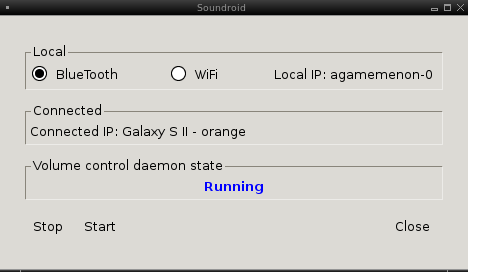 Soundroid
Local
BlueTooth WiFi Local IP: agamemenon-0
Connected
Connected IP: Galaxy S II - orange
Volume control daemon state
Running
Stop Start Close